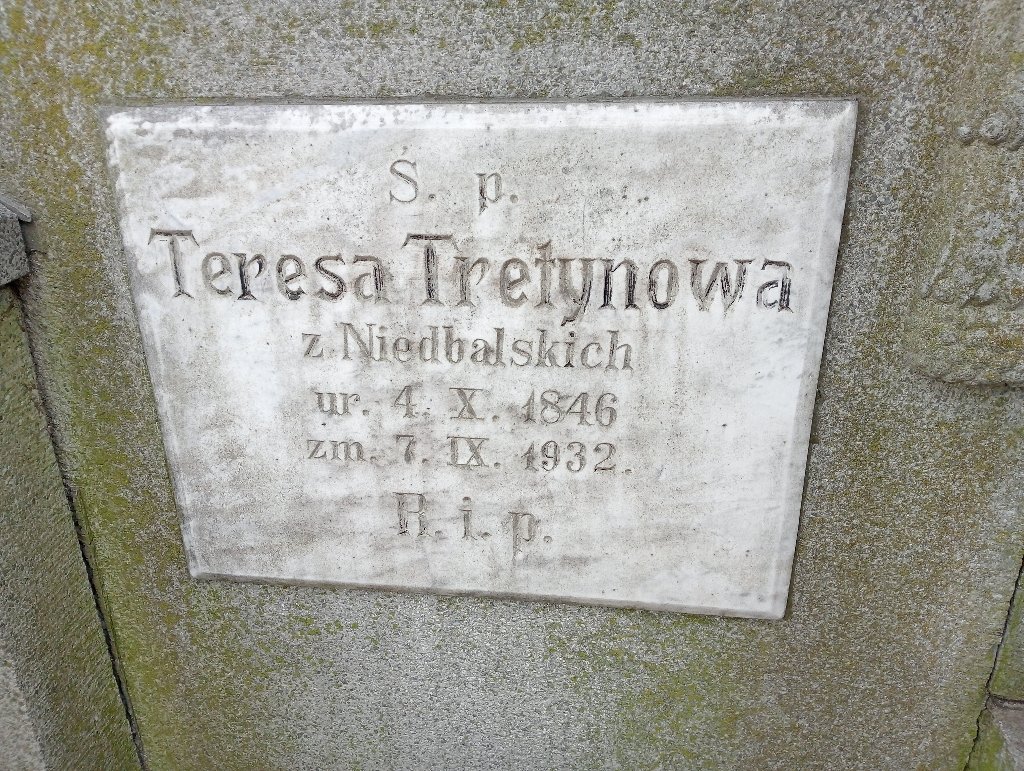 Ś. p.
Teresa Tretynowa
z Niedbalskich
ur. 4. X. 1846
zm. 7. IX. 1932.
R. i. p.